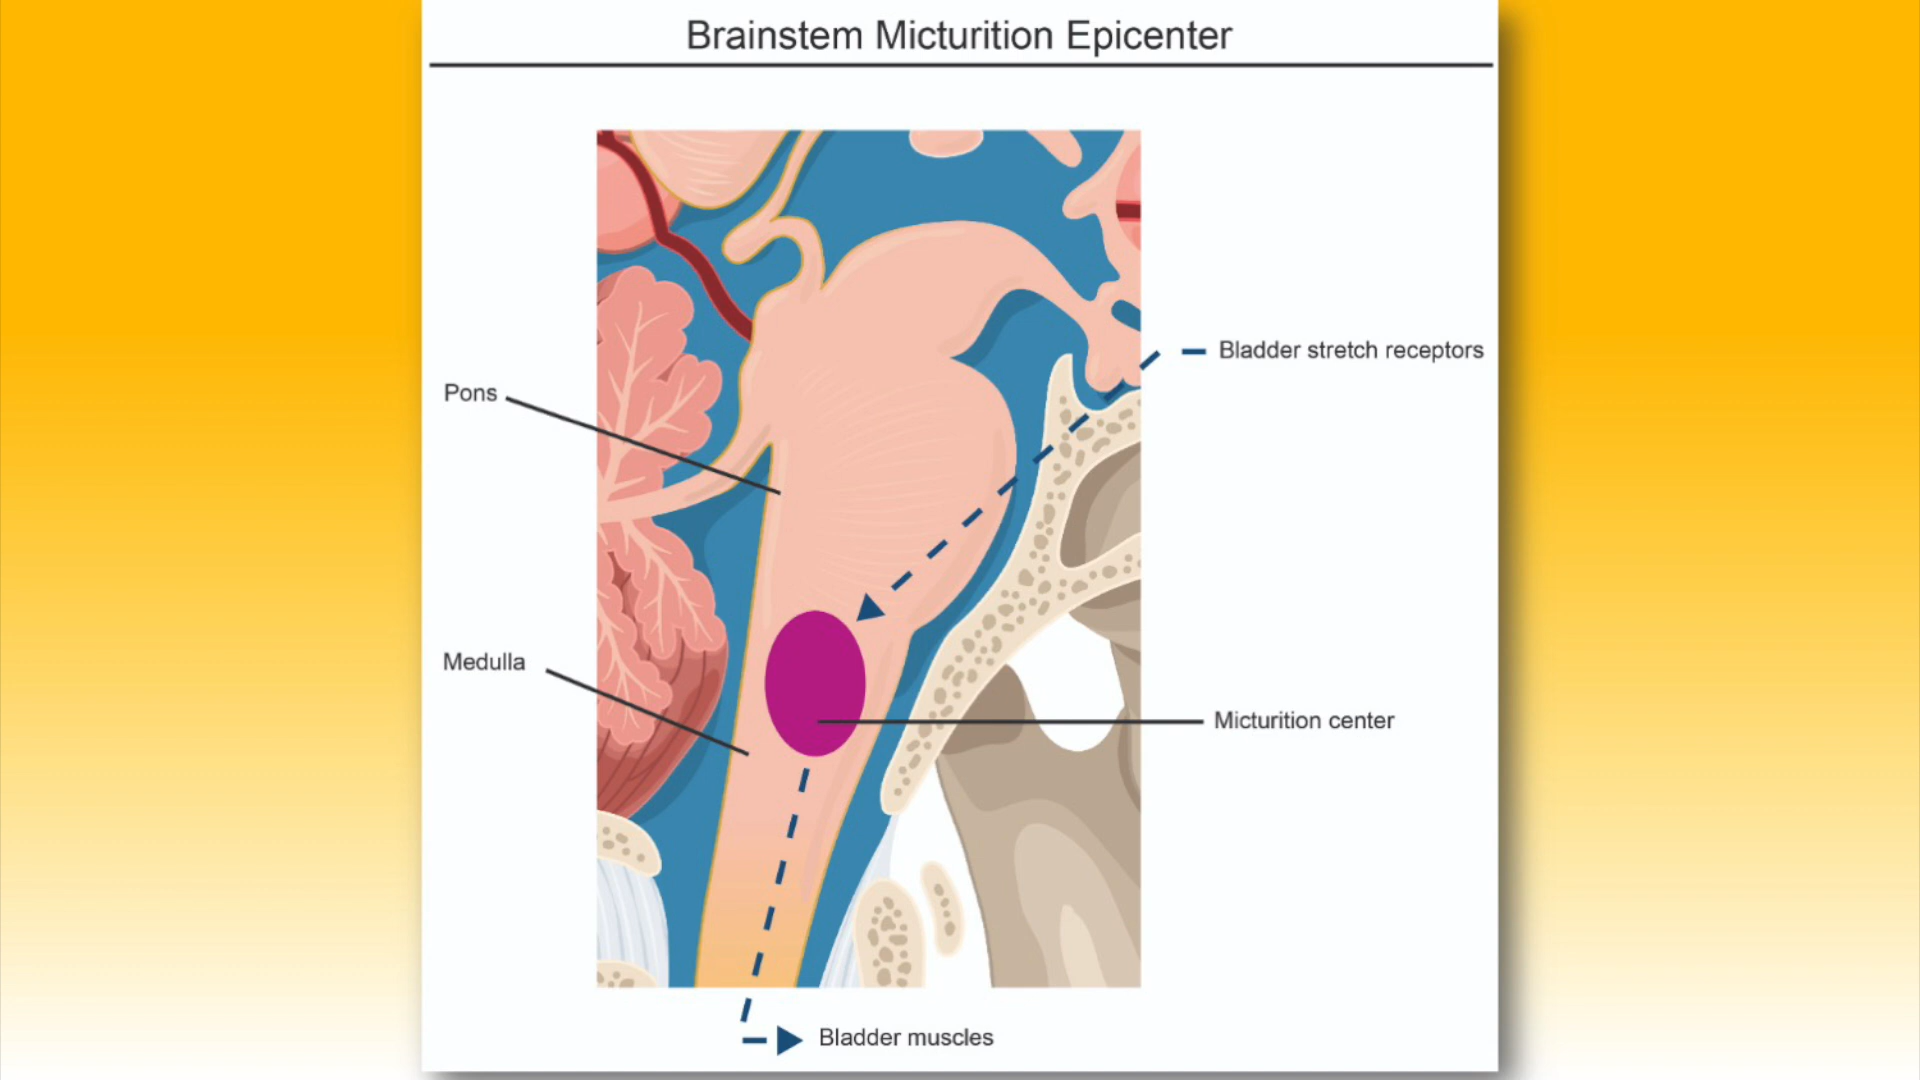 Brainstem Micturition Epicenter
Bladder stretch receptors
Pons
Medulla
Micturition center
Bladder muscles